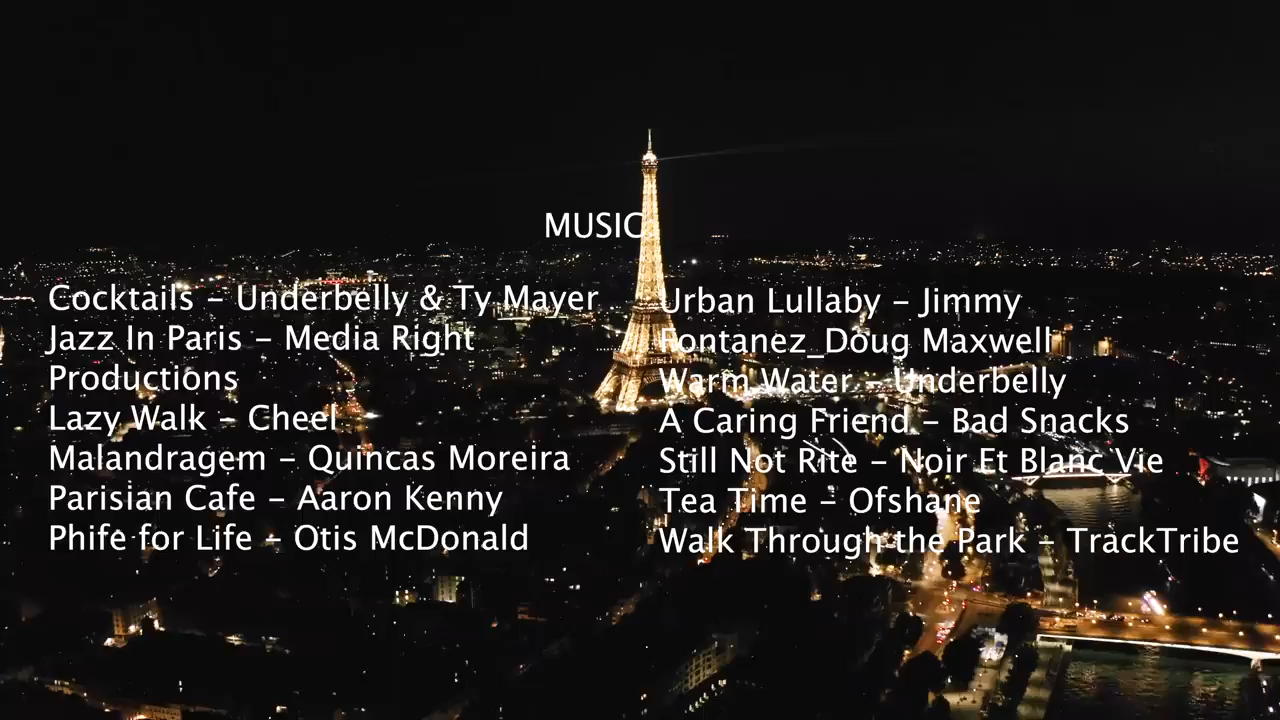 MUSIC
Cocktails – Underbelly & Ty Mayer
Jazz In Paris – Media Right
Productions
Lazy Walk – Cheel
Malandragem – Quincas Moreira
Parisian Cafe – Aaron Kenny
Phife for Life – Otis McDonald
Urban Lullaby – Jimmy
Fontanez_Doug Maxwell
Warm Water – Underbelly
A Caring Friend – Bad Snacks
Still Not Rite – Noir Et Blanc Vie
Tea Time – Ofshane
Walk Through the Park – TrackTribe